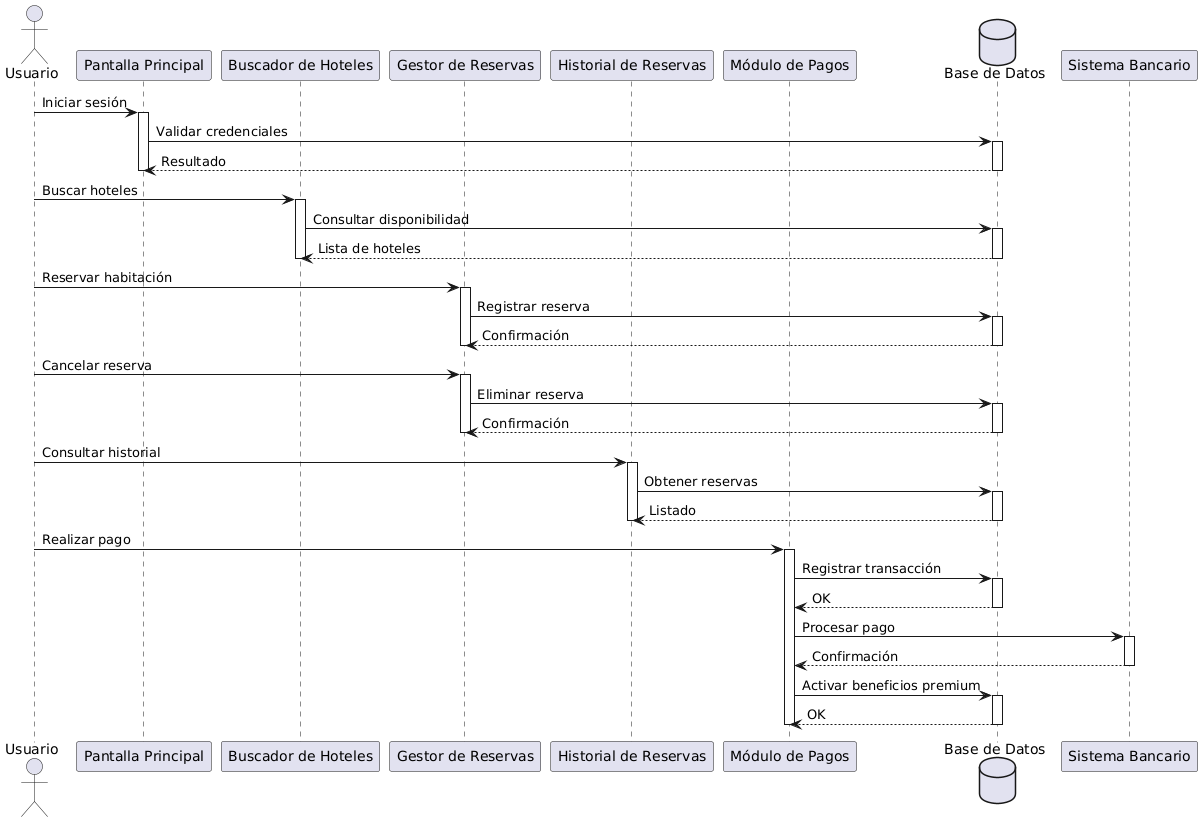 Usuario
Pantalla Principal
Buscador de Hoteles
Gestor de Reservas
Historial de Reservas
Módulo de Pagos
Base de Datos
Sistema Bancario
Iniciar sesión
Validar credenciales
Resultado
Buscar hoteles
Consultar disponibilidad
Lista de hoteles
Reservar habitación
Registrar reserva
Confirmación
Cancelar reserva
Eliminar reserva
Confirmación
Consultar historial
Obtener reservas
Listado
Realizar pago
Registrar transacción
OK
Procesar pago
Confirmación
Activar beneficios premium
OK
Usuario
Pantalla Principal
Buscador de Hoteles
Gestor de Reservas
Historial de Reservas
Módulo de Pagos
Base de Datos
Sistema Bancario